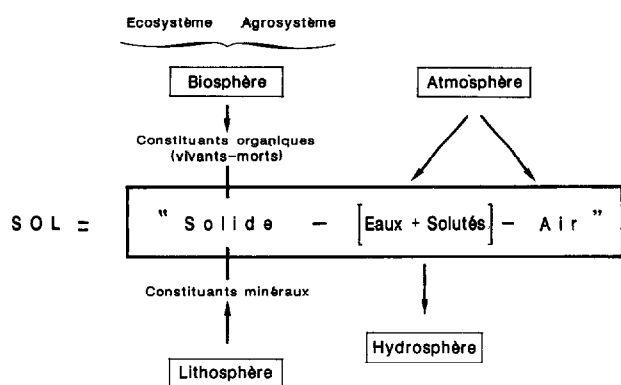 Ecosystème Agrosystème
Biosphère Atmosphère
Constituants organiques
(vivants-morts)
SOL = " Solide - [Eaux + Solutés] - Air "
Constituants minéraux
Hydrosphère
Lithosphère